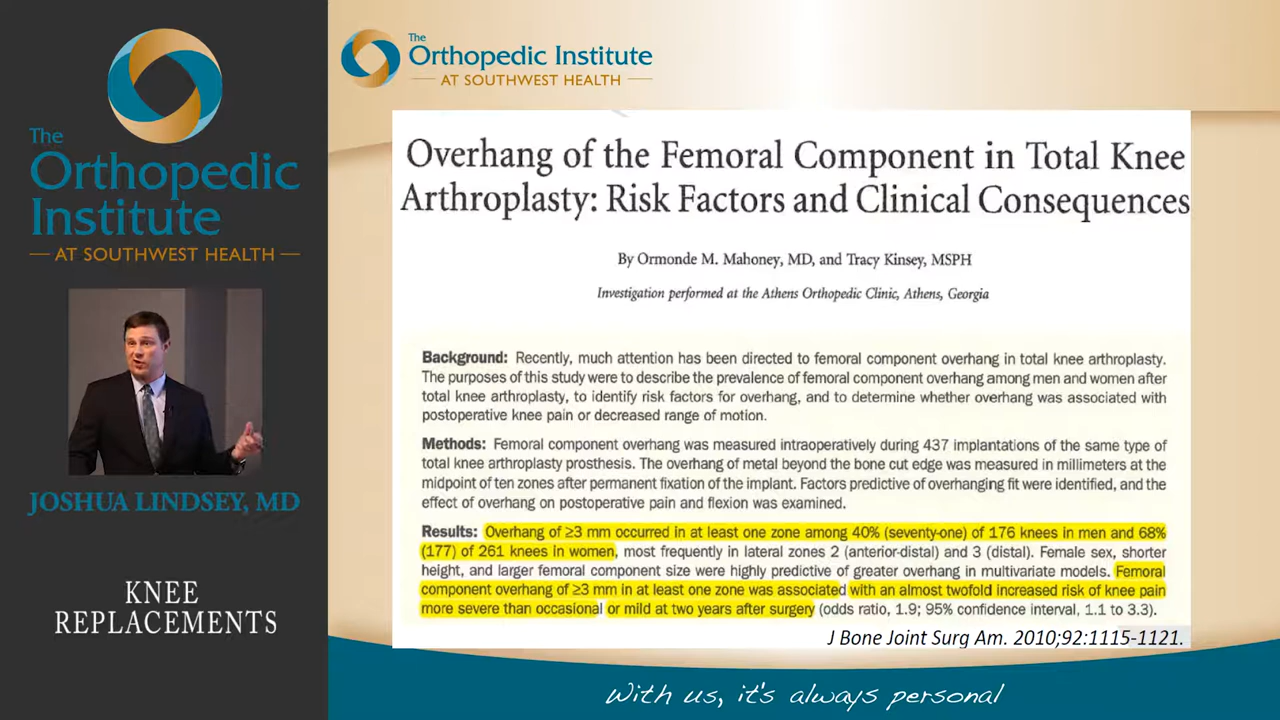 The
Orthopedic
Institute
AT SOUTHWEST HEALTH
JOSHUA LINDSEY, MD
KNEE
REPLACEMENTS
The
Orthopedic Institute
AT SOUTHWEST HEALTH
Overhang of the Femoral Component in Total Knee
Arthroplasty: Risk Factors and Clinical Consequences
By Ormonde M. Mahoney, MD, and Tracy Kinsey, MSPH
Investigation performed at the Athens Orthopedic Clinic, Athens, Georgia
Background: Recently, much attention has been directed to femoral component overhang in total knee arthroplasty.
The purposes of this study were to describe the prevalence of femoral component overhang among men and women after
total knee arthroplasty, to identify risk factors for overhang, and to determine whether overhang was associated with
postoperative knee pain or decreased range of motion.
Methods: Femoral component overhang was measured intraoperatively during 437 implantations of the same type of
total knee arthroplasty prosthesis. The overhang of metal beyond the bone cut edge was measured in millimeters at the
midpoint of ten zones after permanent fixation of the implant. Factors predictive of overhanging fit were identified, and the
effect of overhang on postoperative pain and flexion was examined.
Results: Overhang of ≥3 mm occurred in at least one zone among 40% (seventy-one) of 176 knees in men and 68%
(177) of 261 knees in women, most frequently in lateral zones 2 (anterior-distal) and 3 (distal). Female sex, shorter
height, and larger femoral component size were highly predictive of greater overhang in multivariate models. Femoral
component overhang of ≥3 mm in at least one zone was associated with an almost twofold increased risk of knee pain
more severe than occasional or mild at two years after surgery (odds ratio, 1.9; 95% confidence interval, 1.1 to 3.3).
J Bone Joint Surg Am. 2010;92:1115-1121.
With us, it's always personal